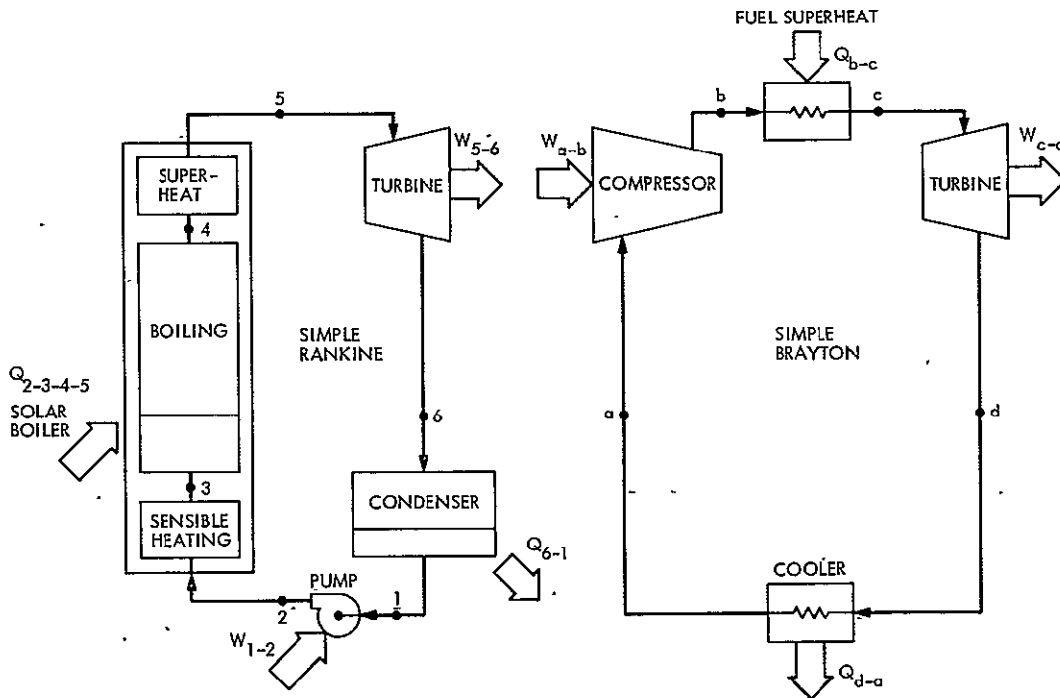 FUEL SUPERHEAT
Q b-c
5
b
c
W 5-6
W a-b
SUPER-
HEAT
TURBINE
COMPRESSOR
TURBINE
4
BOILING
SIMPLE
RANKINE
SIMPLE
BRAYTON
Q 2-3-4-5
SOLAR
BOILER
6
a
d
3
CONDENSER
SENSIBLE
HEATING
Q 6-1
COOLER
PUMP
2
1
W 1-2
Q d-a